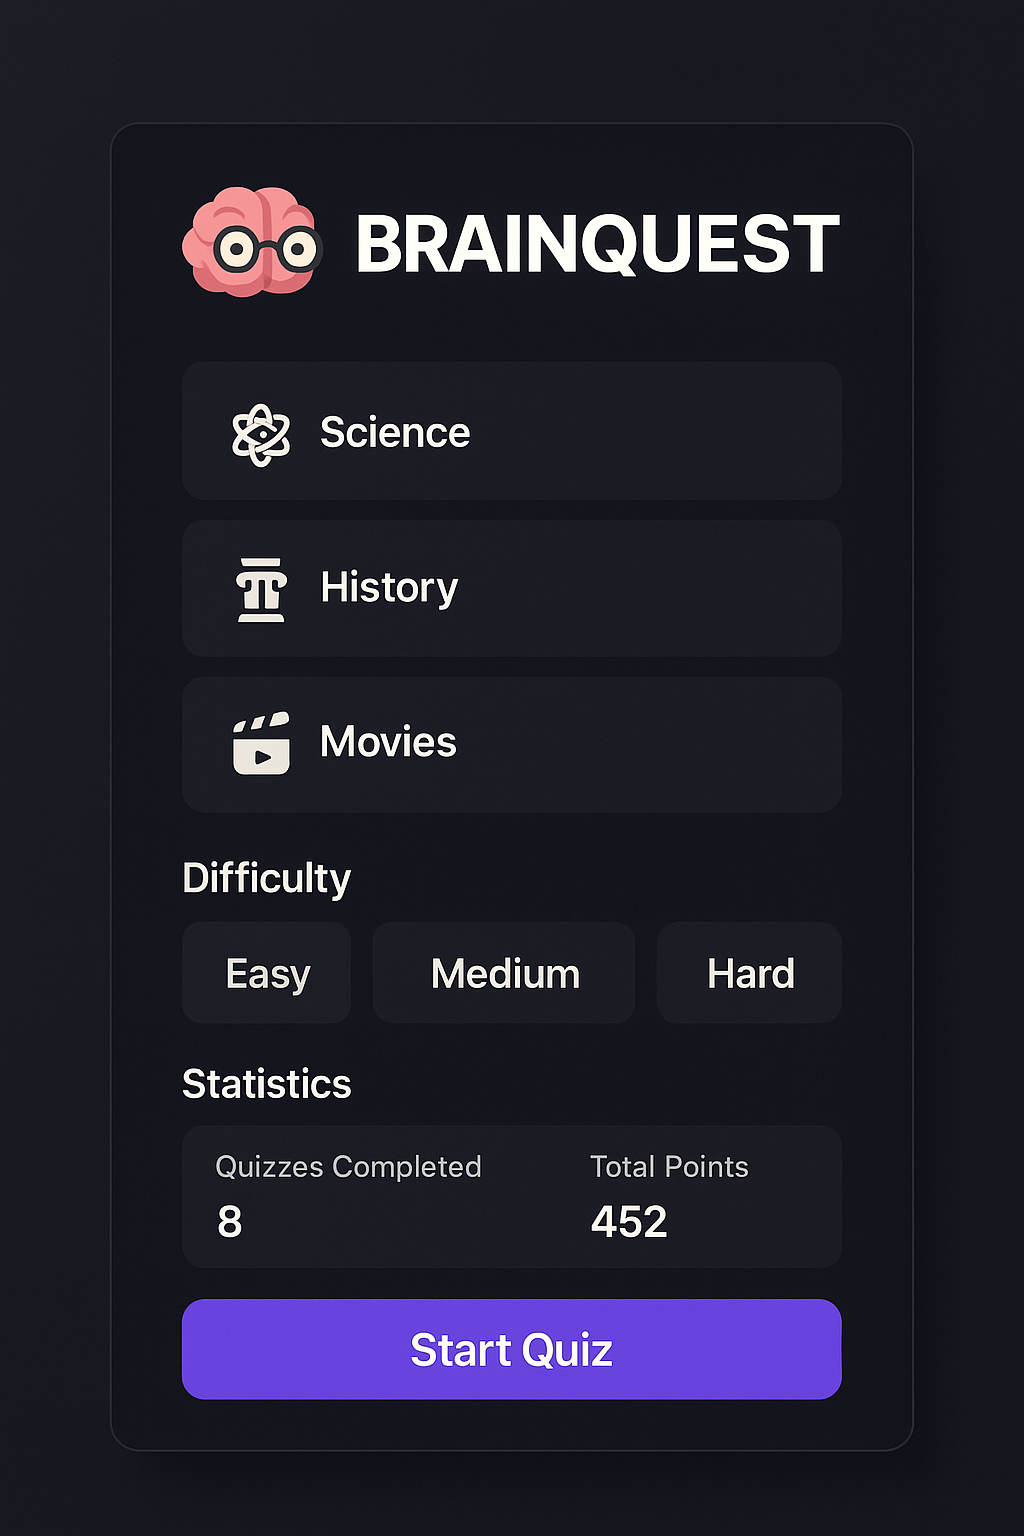 BRAINQUEST
Science
History
Movies
Difficulty
Easy Medium Hard
Statistics
Quizzes Completed Total Points
8 452
Start Quiz